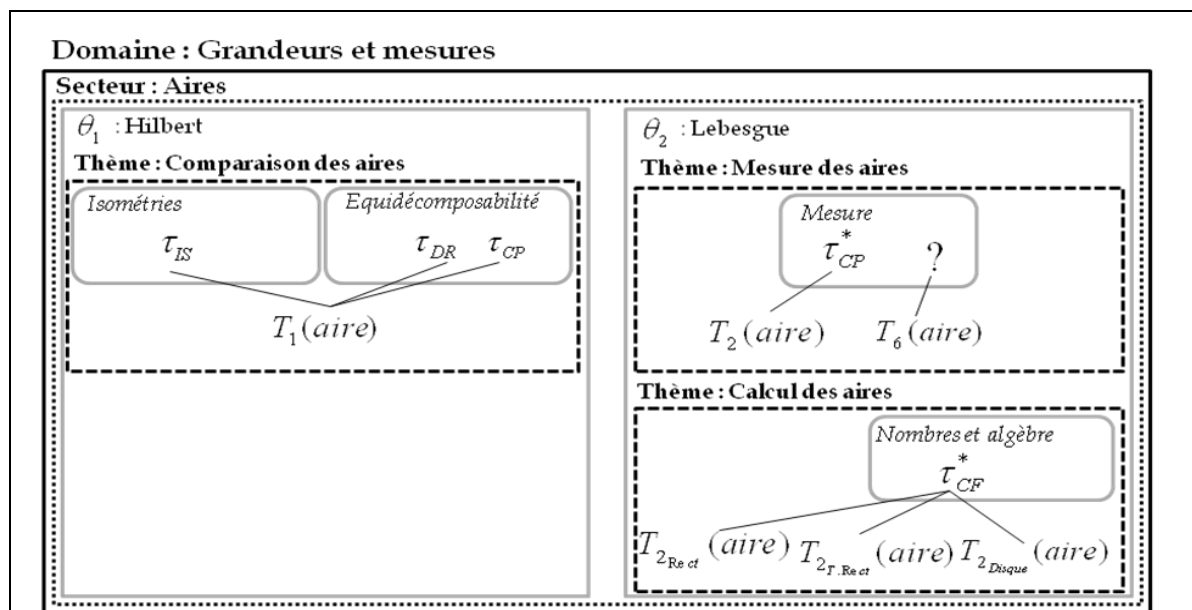 Domaine : Grandeurs et mesures
Secteur : Aires
θ1 : Hilbert
Thème : Comparaison des aires
Isométries
Equidécomposabilité
τIS
τDR τCP
T1(aire)
θ2 : Lebesgue
Thème : Mesure des aires
Mesure
τ*CP ?
T2(aire) T6(aire)
Thème : Calcul des aires
Nombres et algèbre
τ*CF
T2Rect (aire) T2T.Rect (aire) T2Disque (aire)